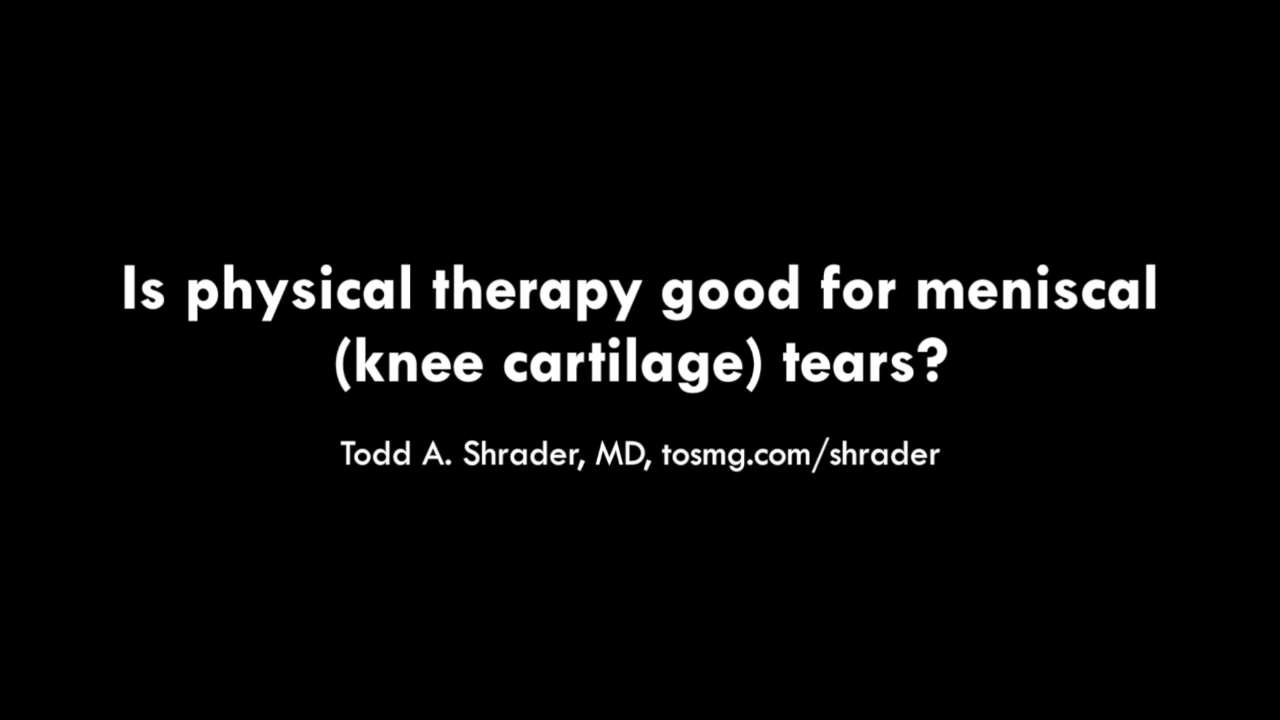 Is physical therapy good for meniscal
(knee cartilage) tears?
Todd A. Shrader, MD, tosmg.com/shrader